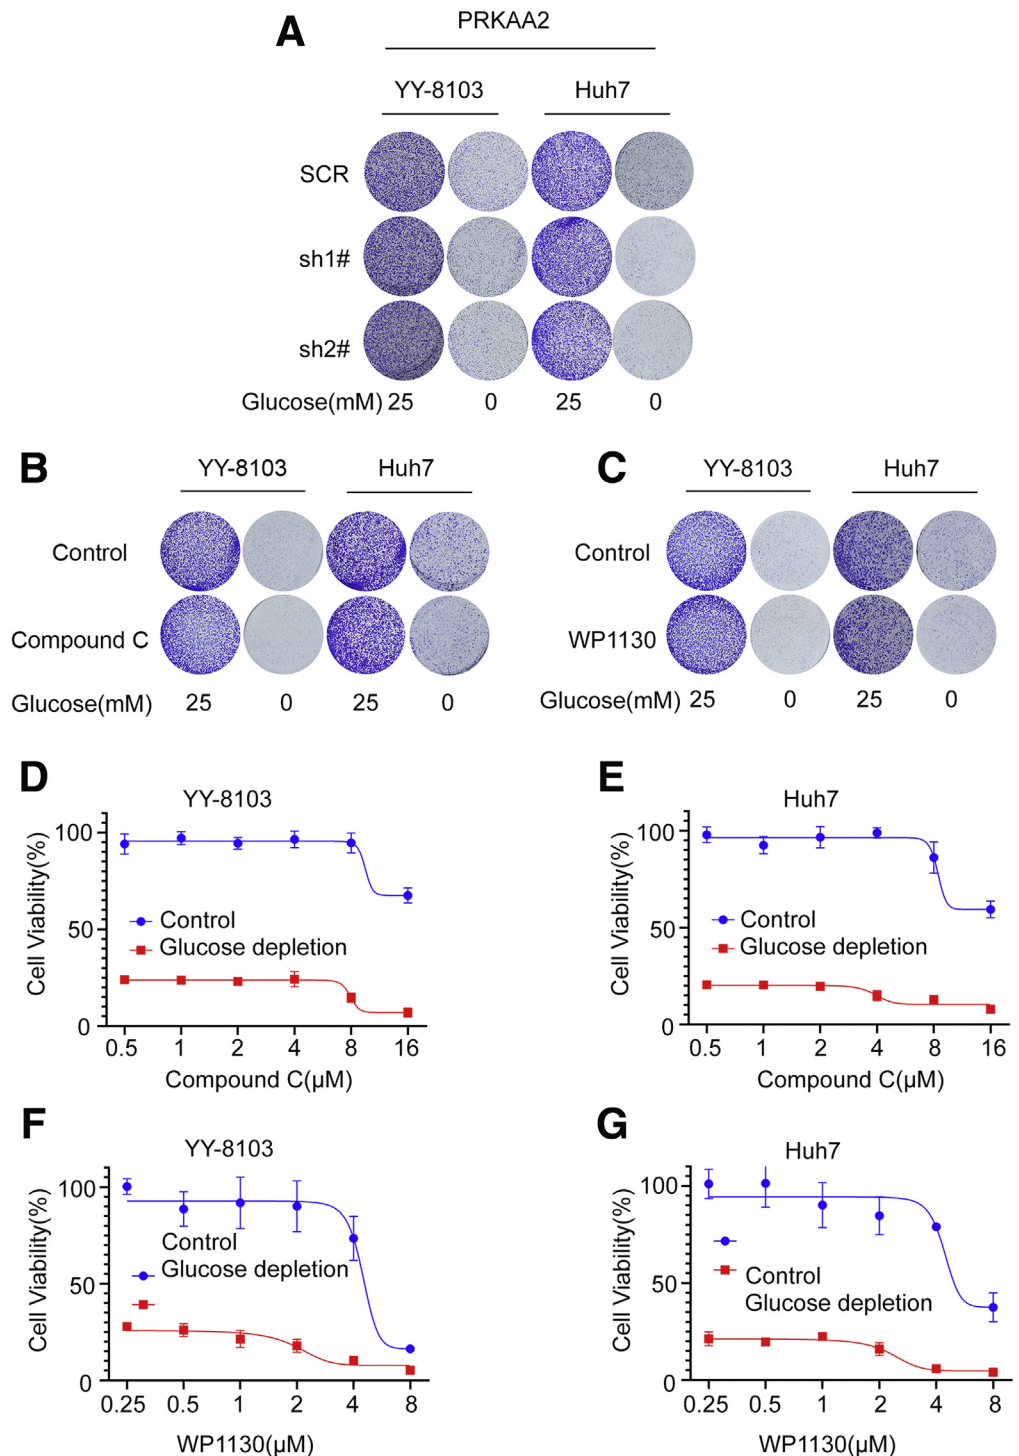 A
PRKAA2
YY-8103 Huh7
SCR
sh1#
sh2#
Glucose(mM) 25 0 25 0
B
YY-8103 Huh7
Control
Compound C
Glucose(mM) 25 0 25 0
C
YY-8103 Huh7
Control
WP1130
Glucose(mM) 25 0 25 0
D
YY-8103
Cell Viability(%)
100
50
0
Control
Glucose depletion
0.5 1 2 4 8 16
Compound C(μM)
E
Huh7
Cell Viability(%)
100
50
0
Control
Glucose depletion
0.5 1 2 4 8 16
Compound C(μM)
F
YY-8103
Cell Viability(%)
100
50
0
Control
Glucose depletion
0.25 0.5 1 2 4 8
WP1130(μM)
G
Huh7
Cell Viability(%)
100
50
0
Control
Glucose depletion
0.25 0.5 1 2 4 8
WP1130(μM)